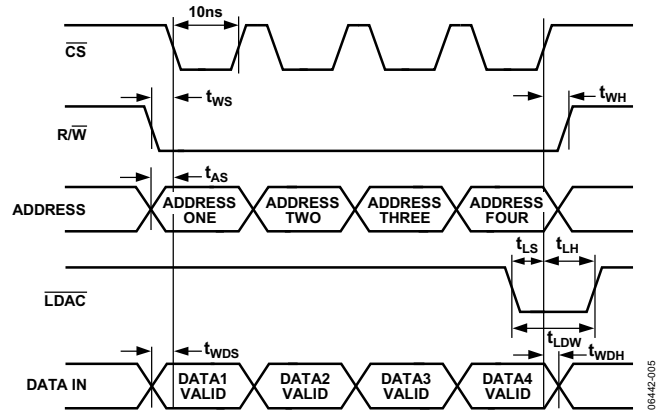 10ns
CS
tWS
tWH
R/W
tAS
ADDRESS
ADDRESS ONE
ADDRESS TWO
ADDRESS THREE
ADDRESS FOUR
tLS
tLH
LDAC
tLDW
tWDS
tWDH
DATA IN
DATA1 VALID
DATA2 VALID
DATA3 VALID
DATA4 VALID
06442-005